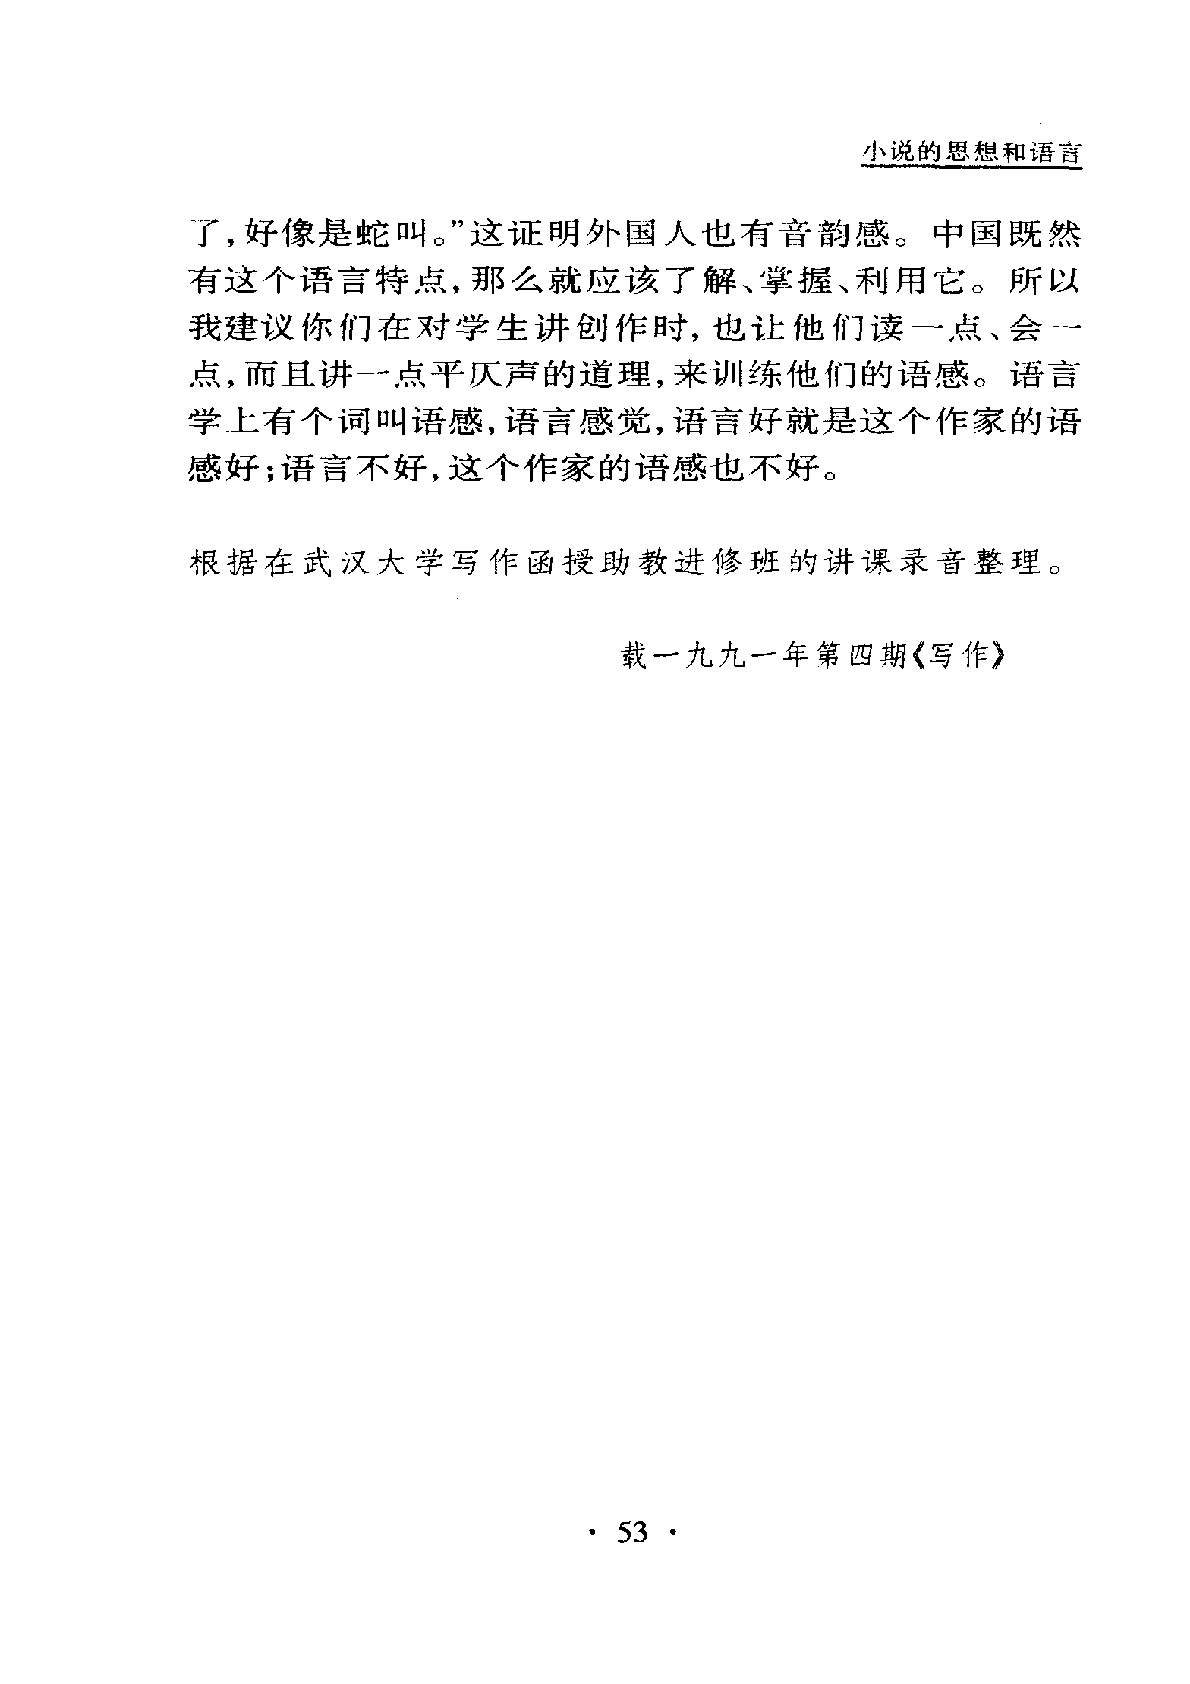 小说的思想和语言
了，好像是蛇叫。”这证明外国人也有音韵感。中国既然
有这个语言特点，那么就应该了解、掌握、利用它。所以
我建议你们在对学生讲创作时，也让他们读一点、会一
点，而且讲一点平仄声的道理，来训练他们的语感。语言
学上有个词叫语感，语言感觉，语言好就是这个作家的语
感好；语言不好，这个作家的语感也不好。
根据在武汉大学写作函授助教进修班的讲课录音整理。
载一九九一年第四期《写作》
· 53 ·